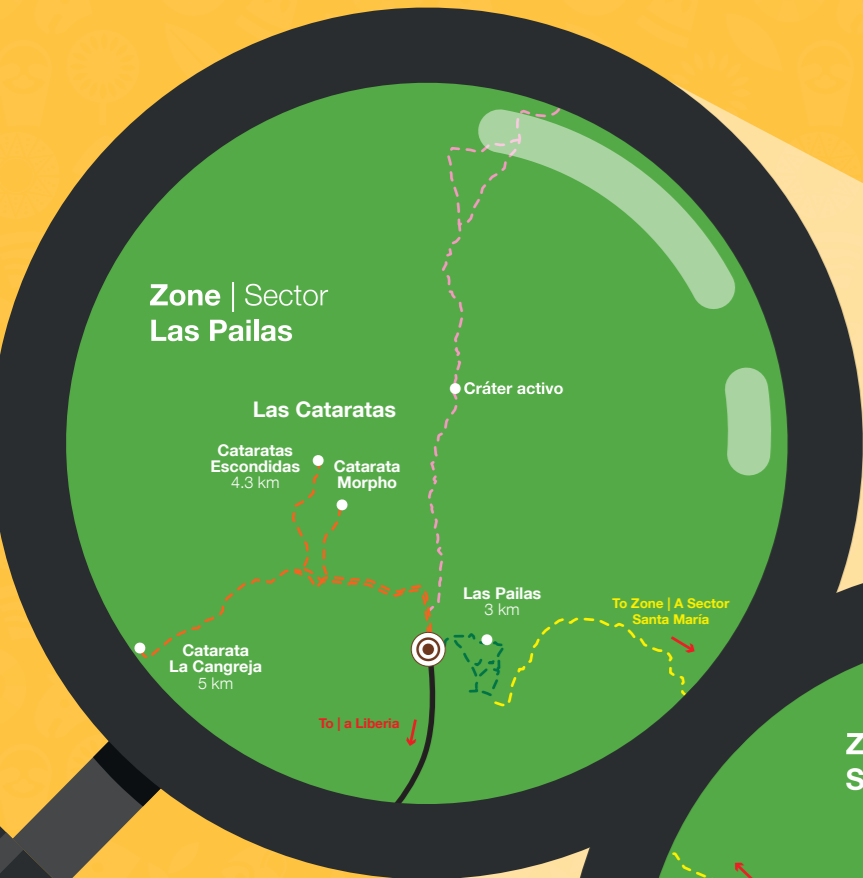 Zone | Sector
Las Pailas
Cráter activo
Las Cataratas
Cataratas
Escondidas
4.3 km
Catarata
Morpho
Las Pailas
3 km
To Zone | A Sector
Santa María
Catarata
La Cangreja
5 km
To | a Liberia
Z
S